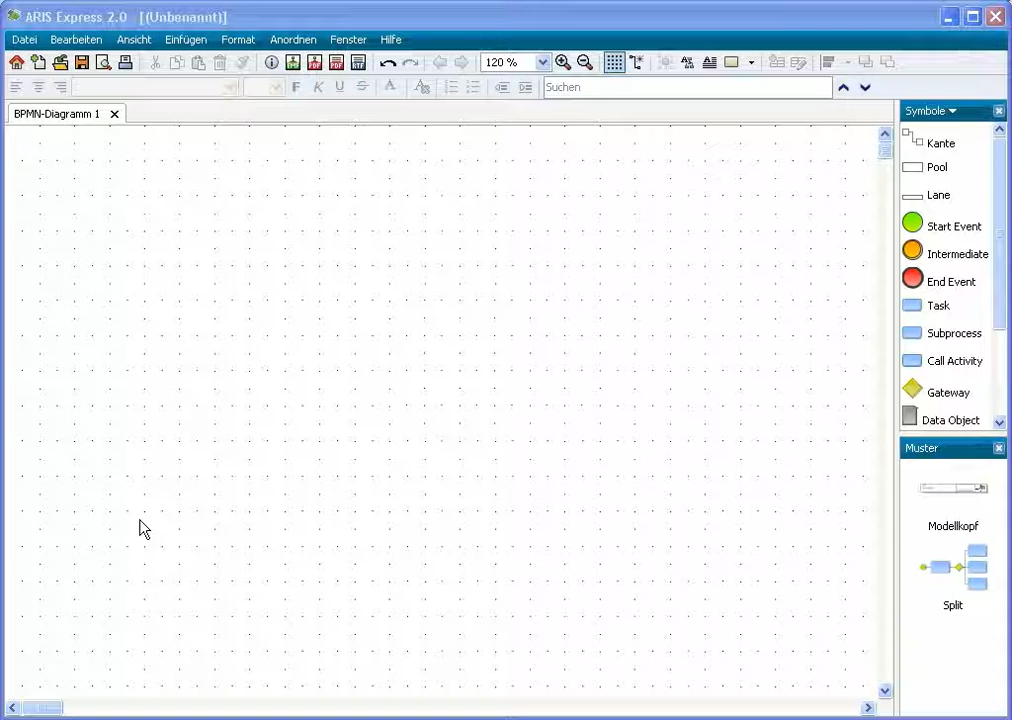 ARIS Express 2.0 [(Unbenannt)]
Datei Bearbeiten Ansicht Einfügen Format Anordnen Fenster Hilfe
120 %
F K U S A Suchen
BPMN-Diagramm 1
Symbole
Kante
Pool
Lane
Start Event
Intermediate
End Event
Task
Subprocess
Call Activity
Gateway
Data Object
Muster
Modellkopf
Split